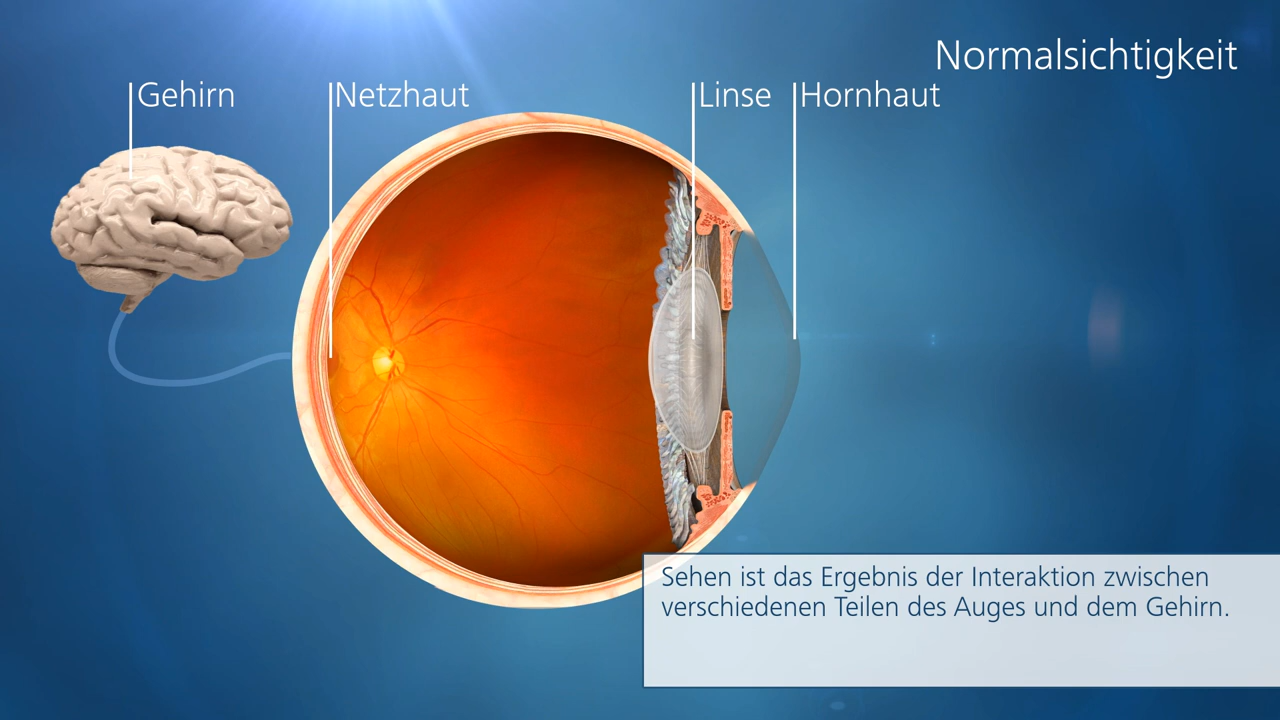 Normalsichtigkeit
Gehirn
Netzhaut
Linse
Hornhaut
Sehen ist das Ergebnis der Interaktion zwischen
verschiedenen Teilen des Auges und dem Gehirn.